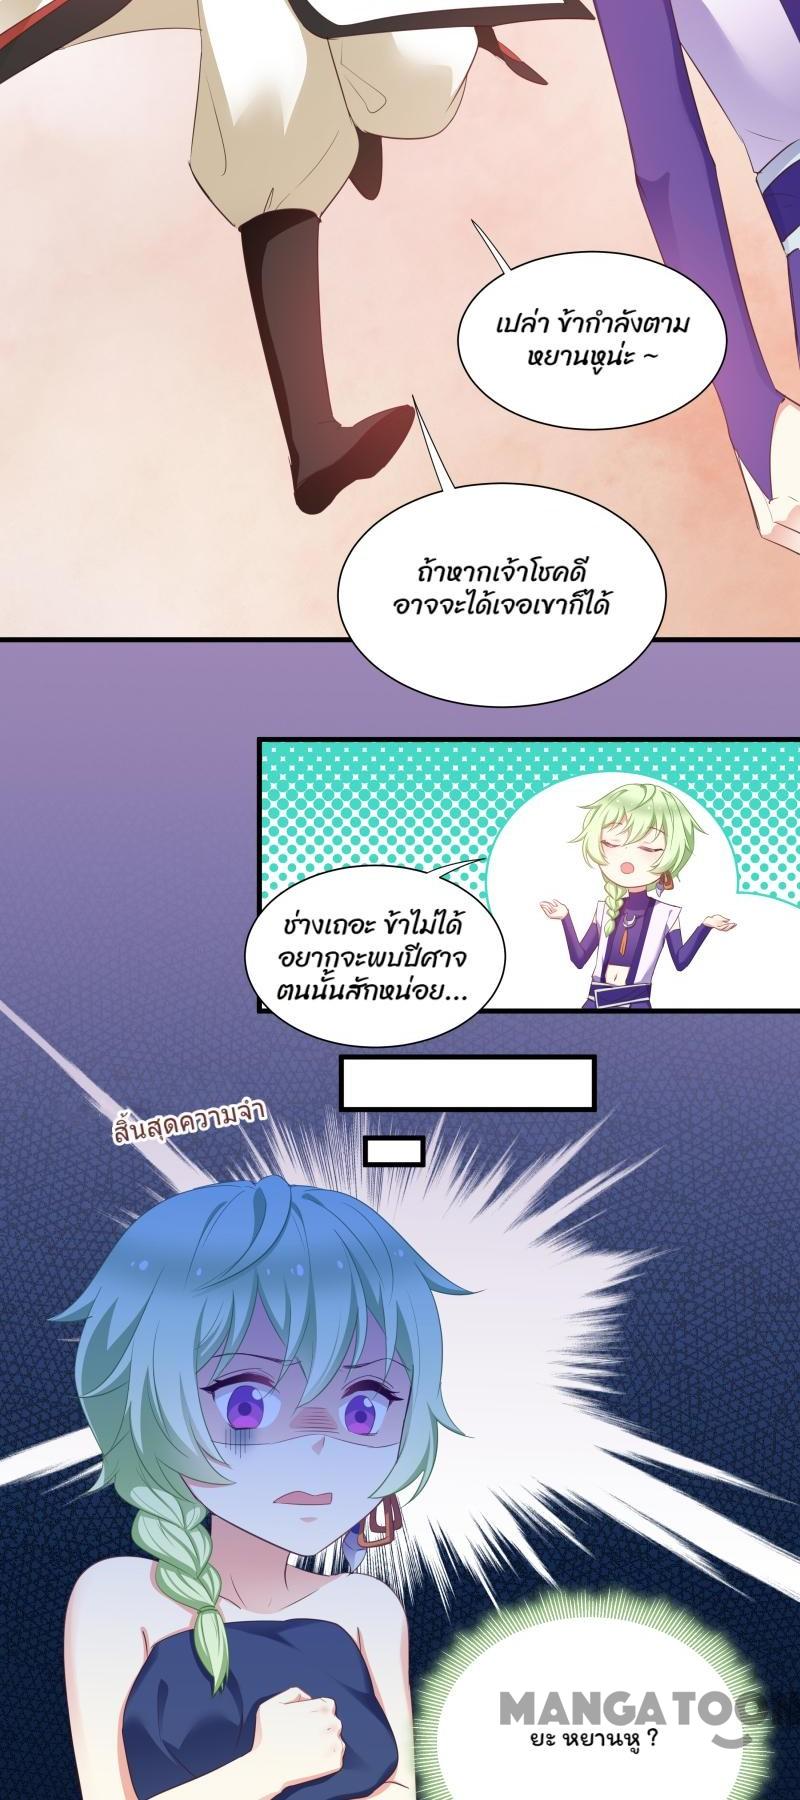 เปล่า ข้ากำลังตาม
หยานหูน่ะ ~
ถ้าหากเจ้าโชคดี
อาจจะได้เจอเขาก็ได้
ช่างเถอะ ข้าไม่ได้
อยากจะพบปีศาจ
ตนนั้นสักหน่อย...
สิ้นสุดความจำ
MANGATOON
ยะ หยานหู ?